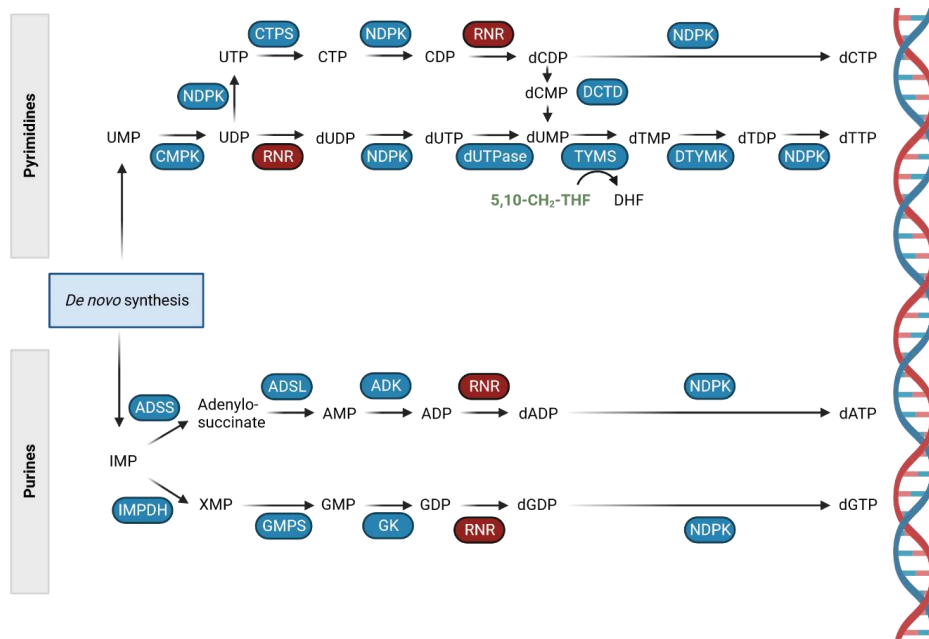 Pyrimidines
CTPS NDPK RNR NDPK
UTP CTP CDP dCDP dCTP
NDPK dCMP DCTD
UMP UDP dUDP dUTP dUMP dTMP dTDP dTTP
CMPK RNR NDPK dUTPase TYMS DTYMK NDPK
5,10-CH₂-THF DHF
De novo synthesis
Purines
ADSL ADK RNR NDPK
ADSS Adenylo-
succinate AMP ADP dADP dATP
IMP
XMP GMP GDP dGDP dGTP
IMPDH GMPS GK RNR NDPK